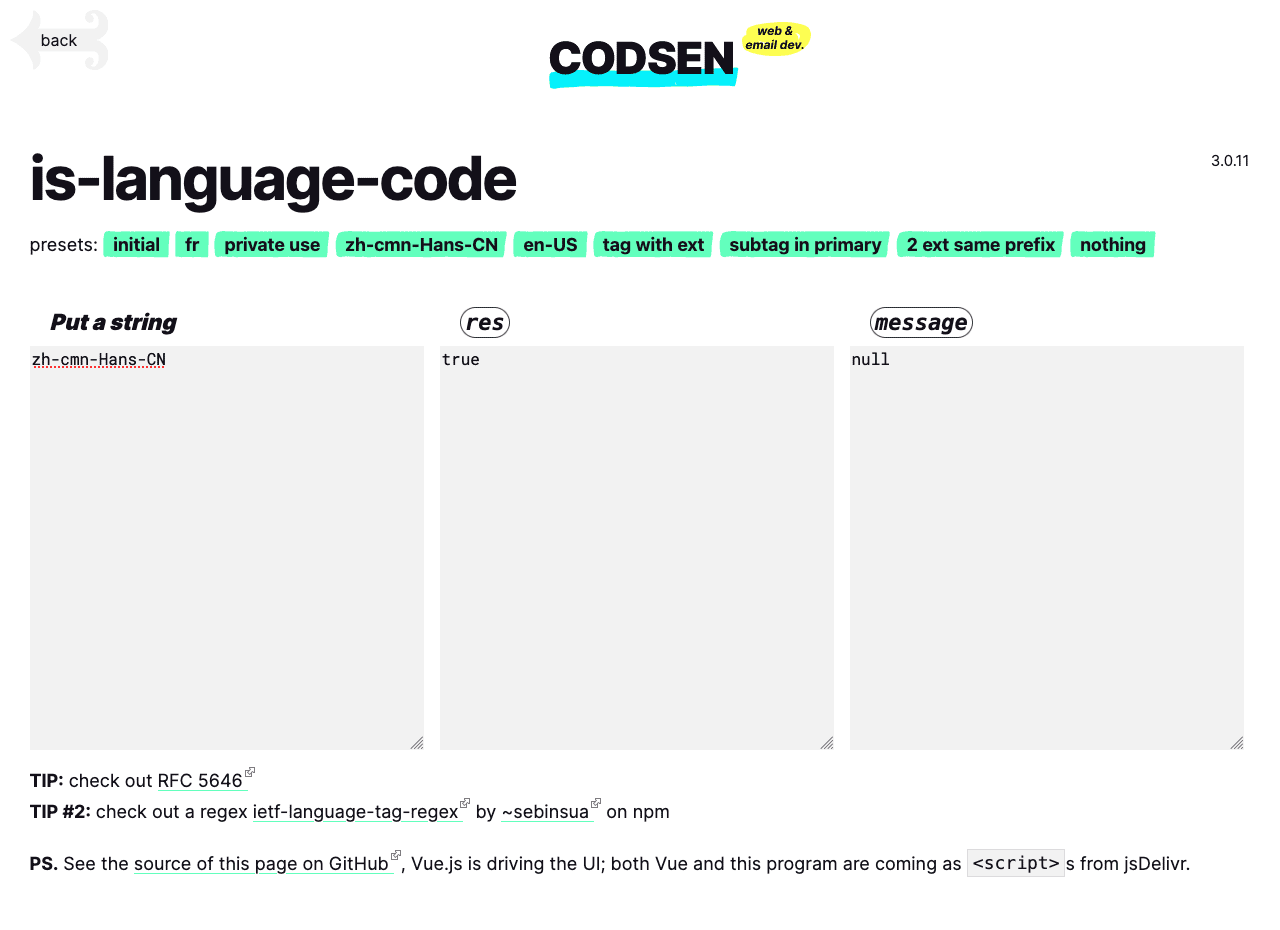 back
CODSEN
web &
email dev.
is-language-code
3.0.11
presets: initial fr private use zh-cmn-Hans-CN en-US tag with ext subtag in primary 2 ext same prefix nothing
Put a string
res
message
zh-cmn-Hans-CN
true
null
TIP: check out RFC 5646
TIP #2: check out a regex ietf-language-tag-regex by ~sebinsua on npm
PS. See the source of this page on GitHub, Vue.js is driving the UI; both Vue and this program are coming as <script>s from jsDelivr.